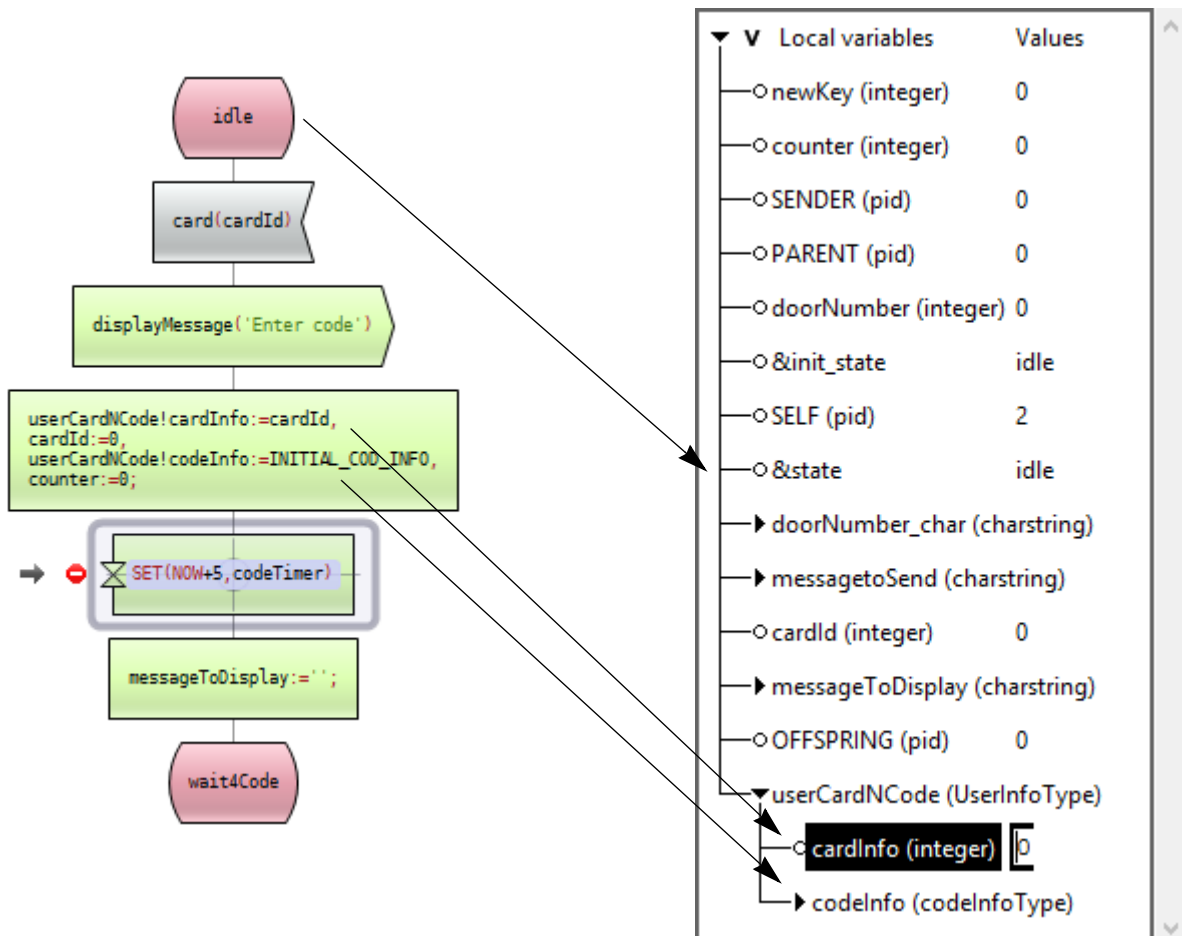 idle
card(cardId)
displayMessage('Enter code')
userCardNCode!cardInfo:=cardId,
cardId:=0,
userCardNCode!codeInfo:=INITIAL_COD_INFO,
counter:=0;
SET(NOW+5,codeTimer)
messageToDisplay:='';
wait4Code
V Local variables Values
newKey (integer) 0
counter (integer) 0
SENDER (pid) 0
PARENT (pid) 0
doorNumber (integer) 0
&init_state idle
SELF (pid) 2
&state idle
doorNumber_char (charstring)
messagetoSend (charstring)
cardId (integer) 0
messageToDisplay (charstring)
OFFSPRING (pid) 0
userCardNCode (UserInfoType)
cardInfo (integer) 0
codeInfo (codeInfoType)